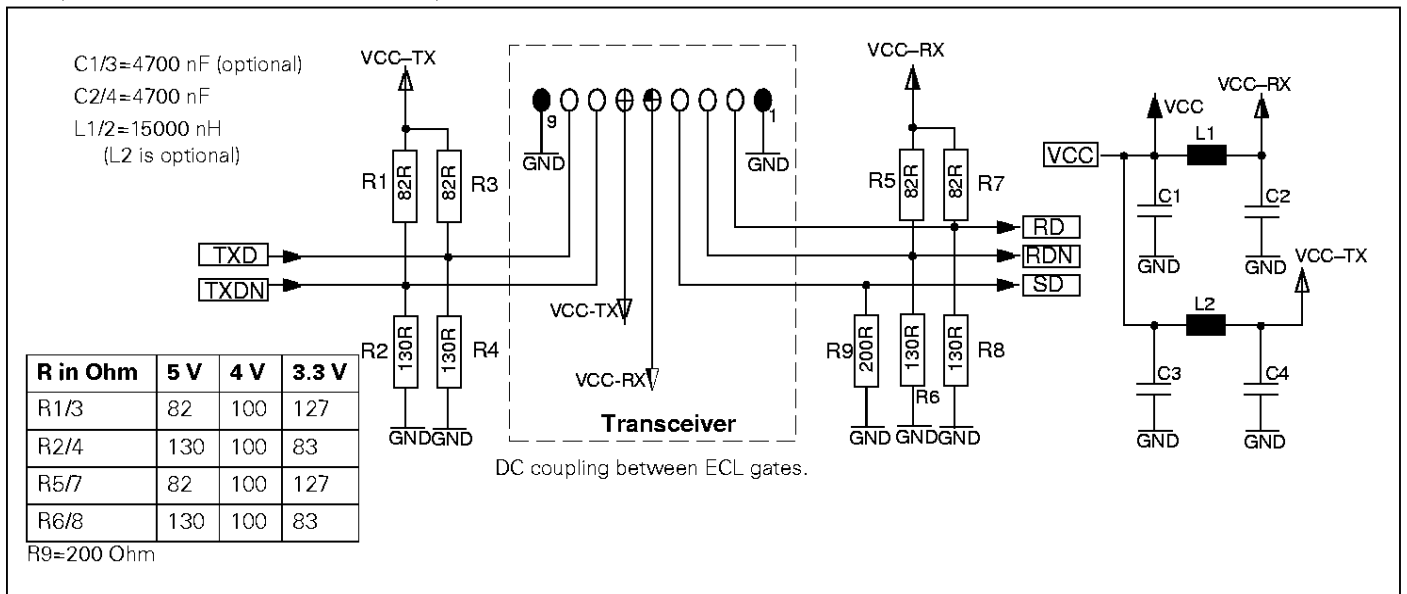 C1/3=4700 nF (optional)
C2/4=4700 nF
L1/2=15000 nH
(L2 is optional)
VCC–TX
R1
82R
82R
R3
TXD
TXDN
R2
130R
130R
R4
GND
GND
9
1
GND
GND
VCC-TX
VCC-RX
Transceiver
DC coupling between ECL gates.
VCC–RX
R5
82R
82R
R7
RD
RDN
SD
R9
200R
130R
130R
R8
R6
GND
GND
GND
VCC
VCC
L1
VCC–RX
C1
C2
GND
GND
VCC–TX
L2
C3
C4
GND
GND
R in Ohm 5 V 4 V 3.3 V
R1/3 82 100 127
R2/4 130 100 83
R5/7 82 100 127
R6/8 130 100 83
R9=200 Ohm